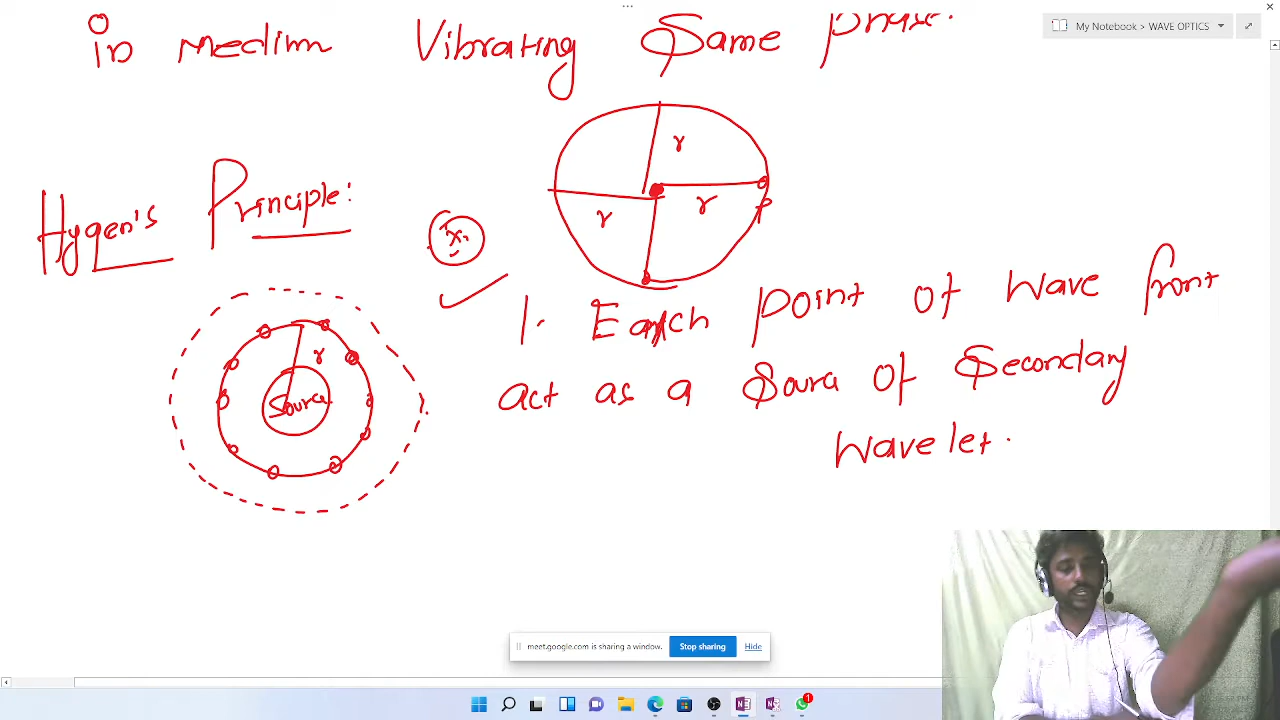 My Notebook > WAVE OPTICS
in Medium Vibrating Same phase.
r
r
r
P
Hygen's Principle:
r
Source
1. Each point of wave front
act as a Source of Secondary
Wavelet.
meet.google.com is sharing a window.
Stop sharing
Hide
1